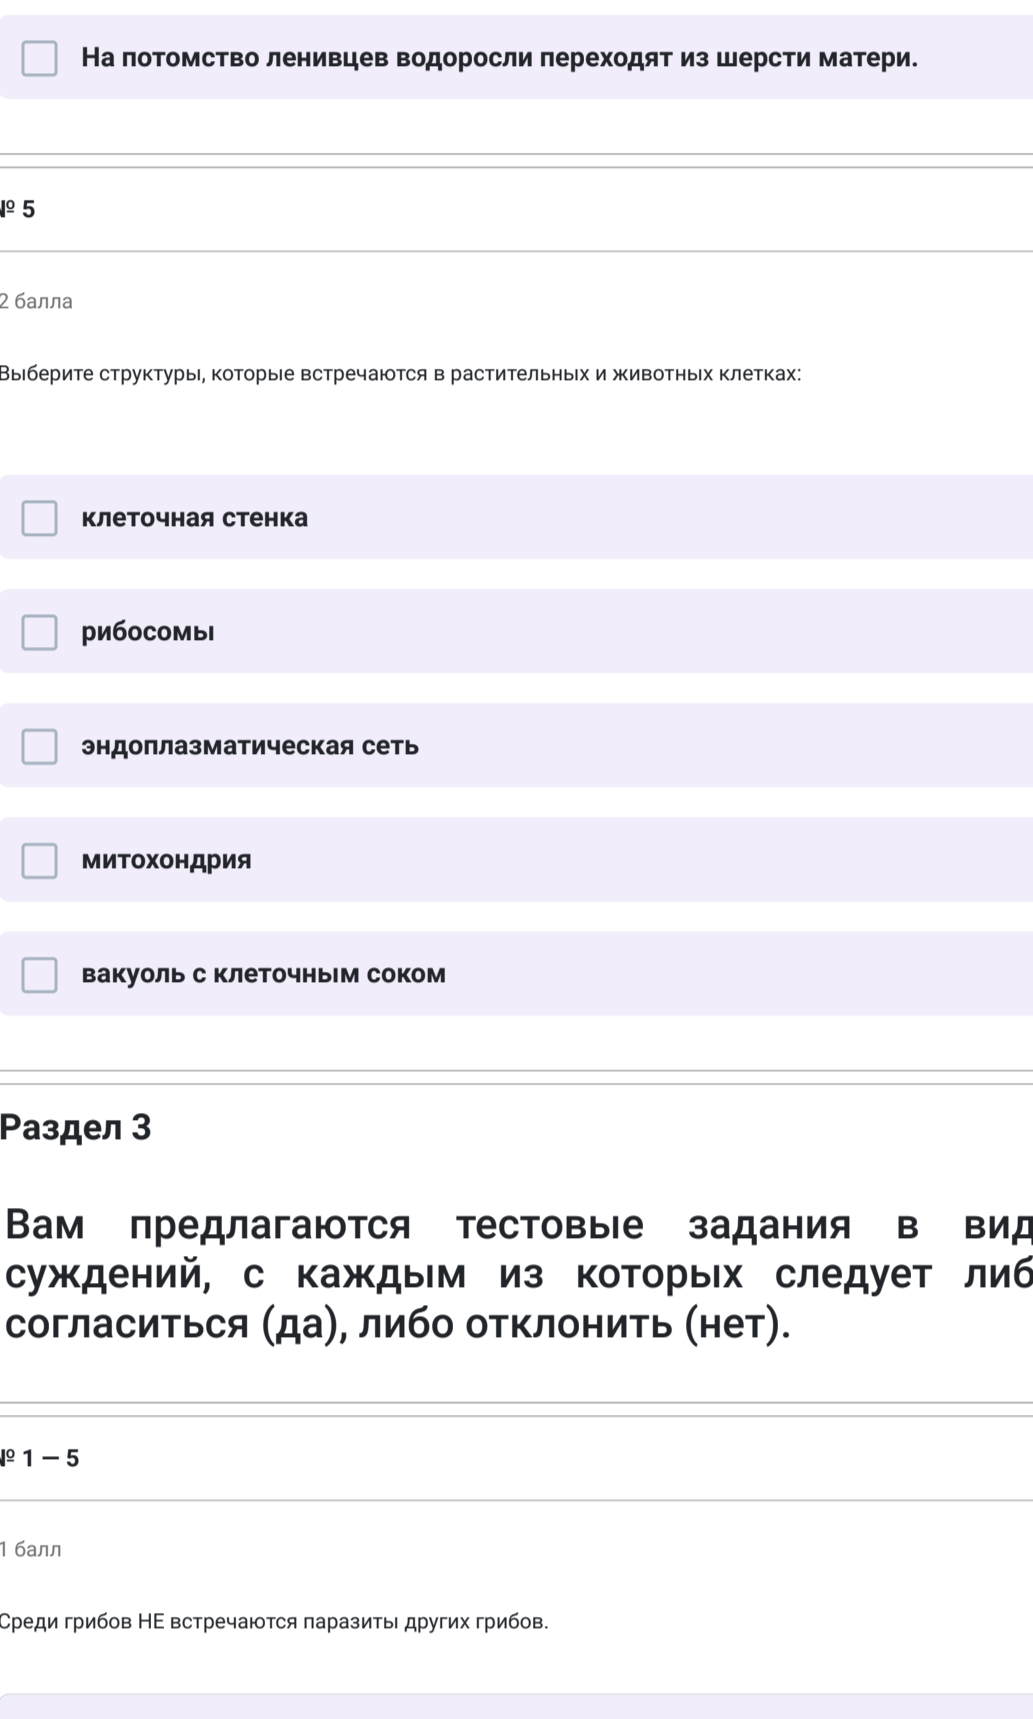 На потомство ленивцев водоросли переходят из шерсти матери.
№ 5
2 балла
Выберите структуры, которые встречаются в растительных и животных клетках:
клеточная стенка
рибосомы
эндоплазматическая сеть
митохондрия
вакуоль с клеточным соком
Раздел 3
Вам предлагаются тестовые задания в вид
суждений, с каждым из которых следует либ
согласиться (да), либо отклонить (нет).
№ 1 — 5
1 балл
Среди грибов НЕ встречаются паразиты других грибов.